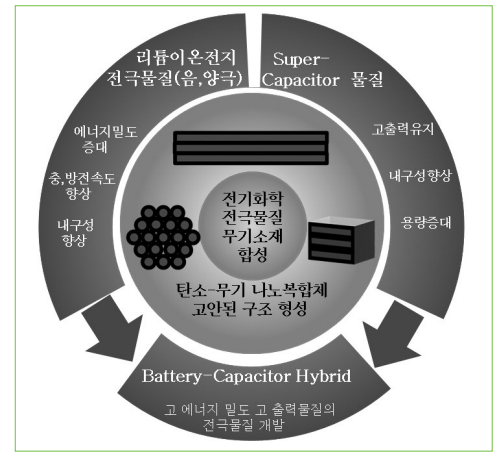 리튬이온전지
전극물질(음,양극)
에너지밀도
증대
충,방전속도
향상
내구성
향상
Super-
Capacitor 물질
고출력유지
내구성향상
용량증대
전기화학
전극물질
무기소재
합성
탄소-무기 나노복합체
고안된 구조 형성
Battery-Capacitor Hybrid
고 에너지 밀도 고 출력물질의
전극물질 개발